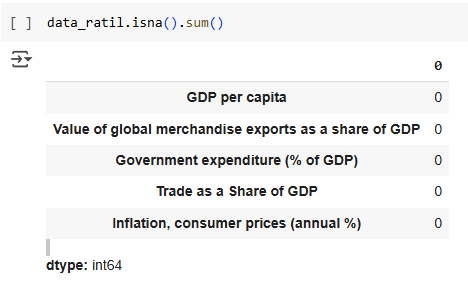 [ ] data_ratil.isna().sum()
0
GDP per capita 0
Value of global merchandise exports as a share of GDP 0
Government expenditure (% of GDP) 0
Trade as a Share of GDP 0
Inflation, consumer prices (annual %) 0
dtype: int64